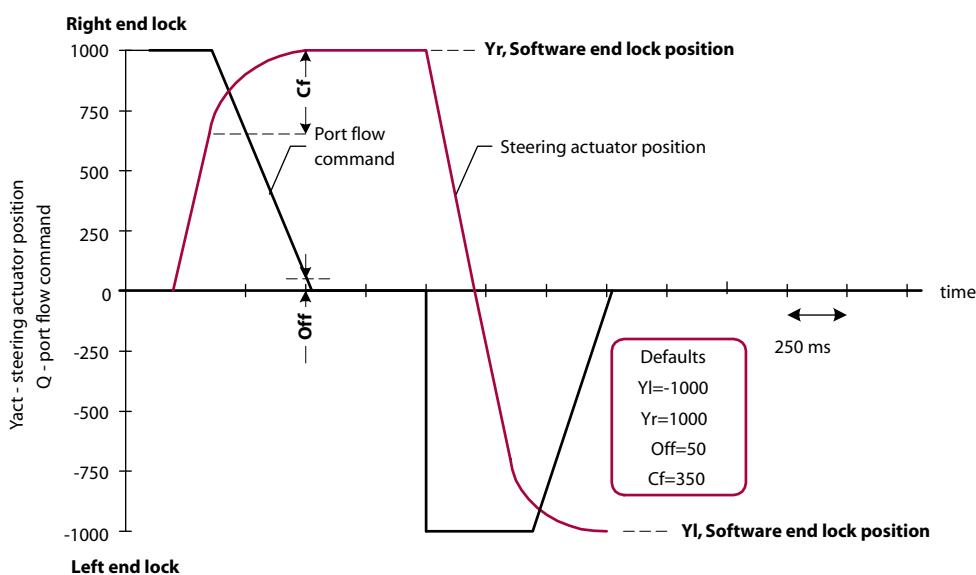 Right end lock
1000
750
500
250
0
-250
-500
-750
-1000
Left end lock
Yact - steering actuator position
Q - port flow command
Cf
Port flow
command
Off
Yr, Software end lock position
Steering actuator position
time
250 ms
Defaults
Yl=-1000
Yr=1000
Off=50
Cf=350
Yl, Software end lock position